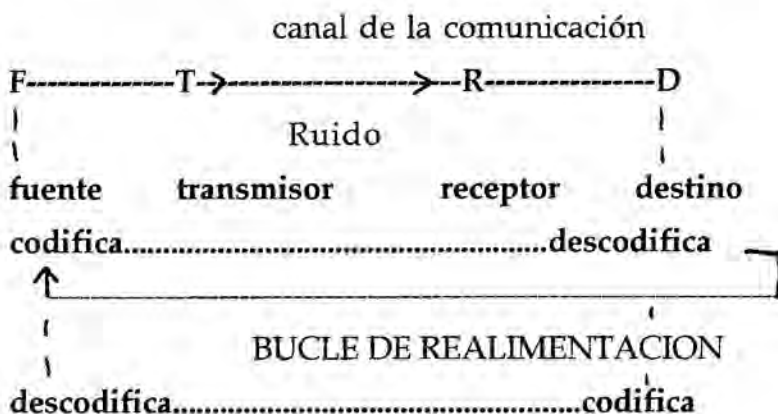 canal de la comunicación
F--------------T->------------------>--R---------------D
Ruido
fuente transmisor receptor destino
codifica....................................................descodifica
BUCLE DE REALIMENTACION
descodifica..................................................codifica